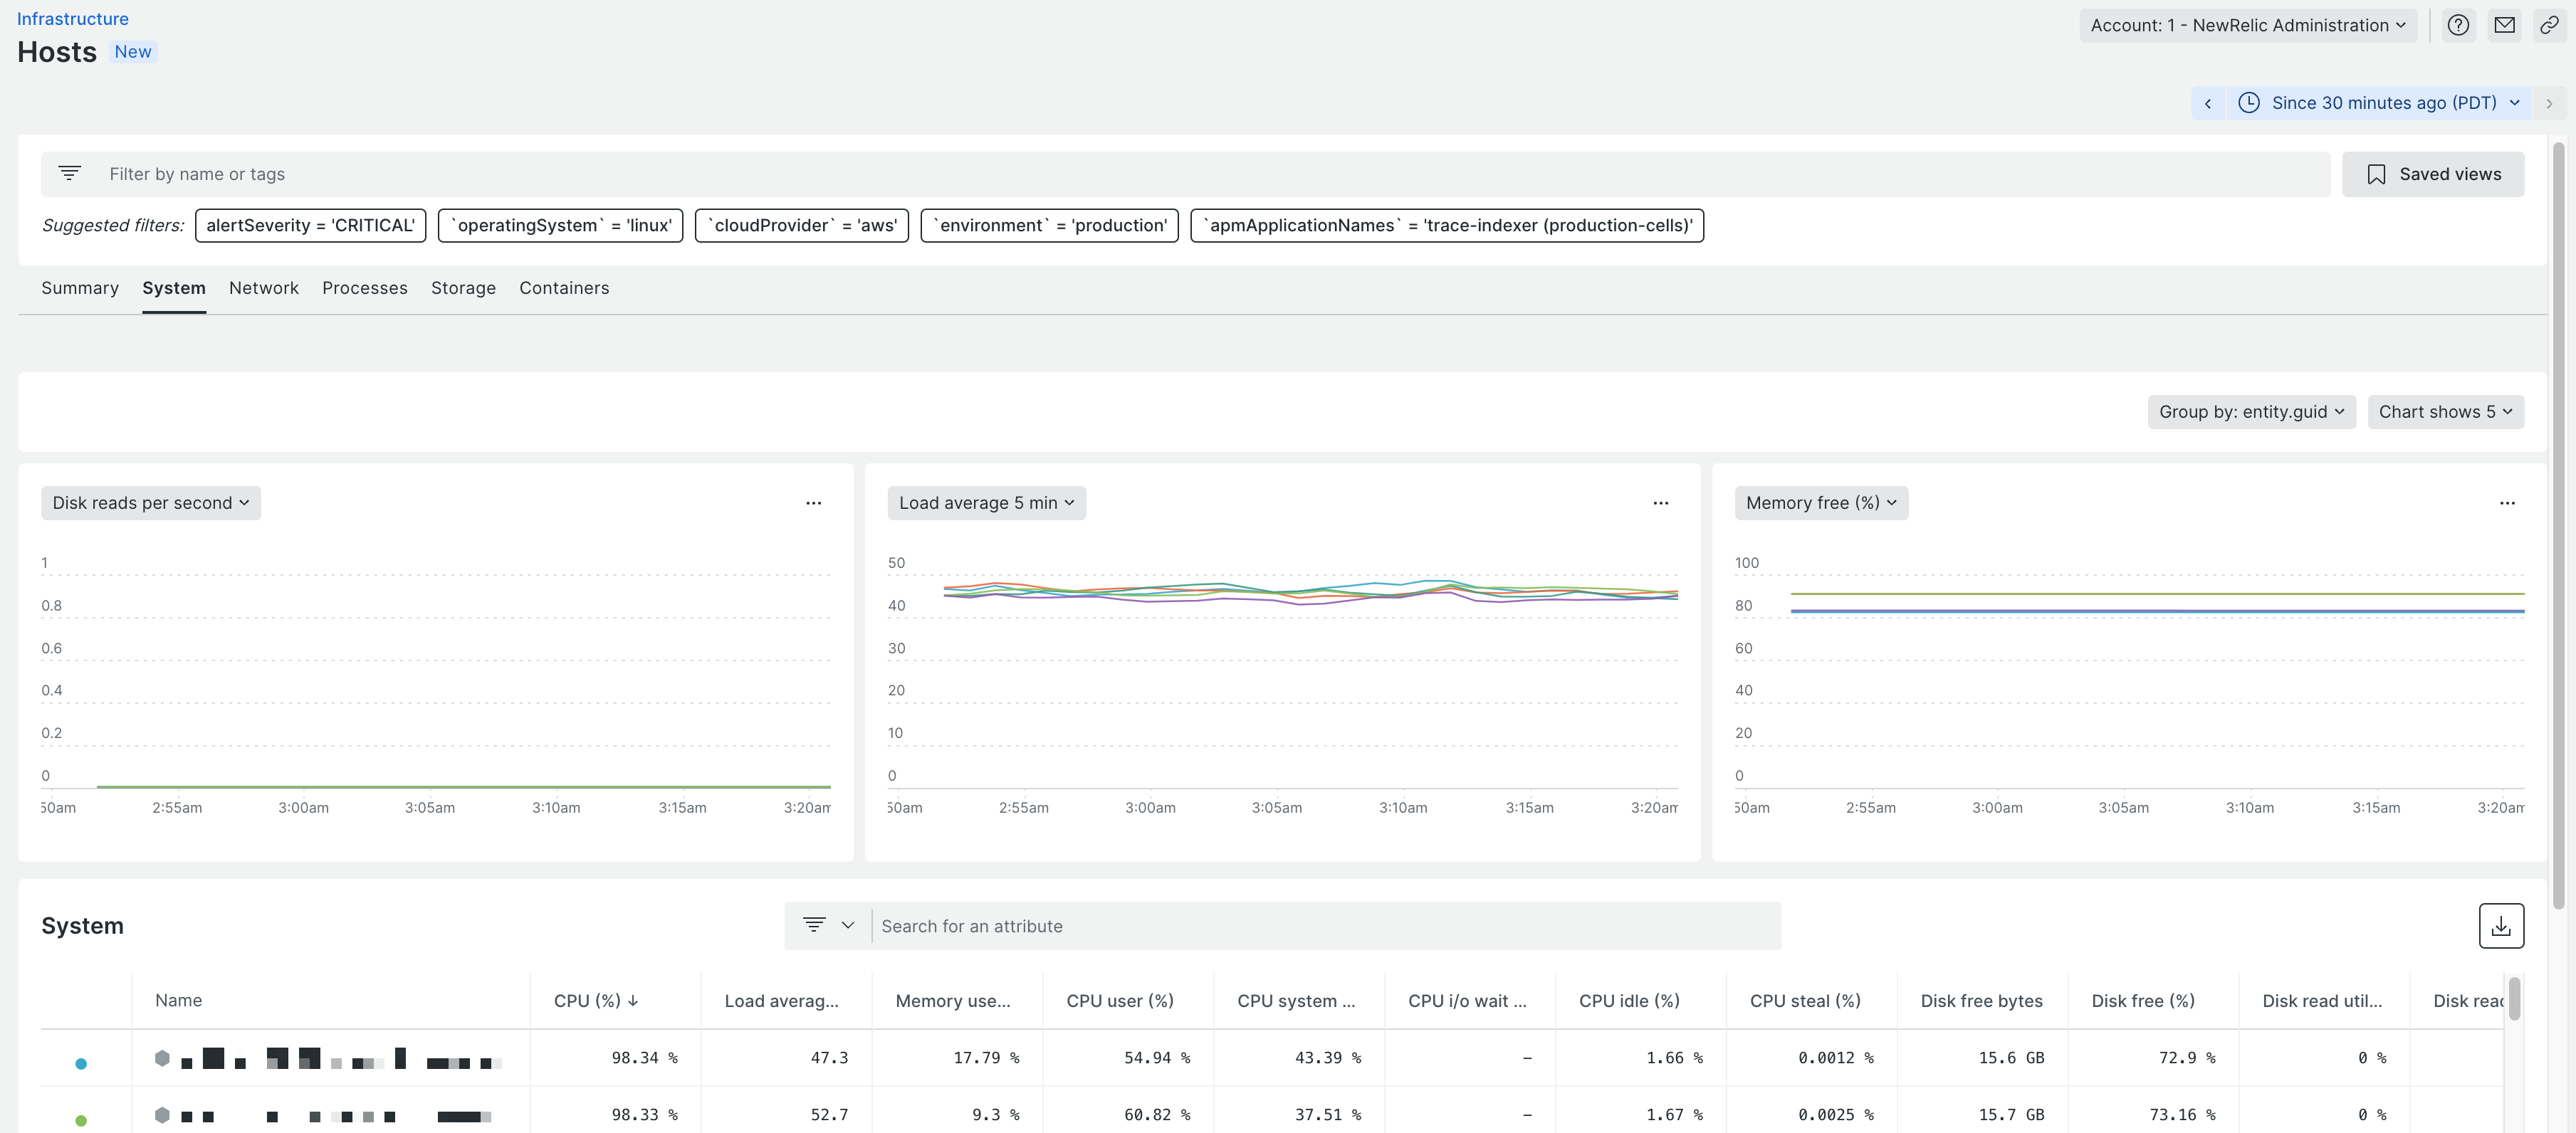 Infrastructure
Hosts New
Account: 1 - NewRelic Administration
Since 30 minutes ago (PDT)
Filter by name or tags
Saved views
Suggested filters: alertSeverity = 'CRITICAL' `operatingSystem` = 'linux' `cloudProvider` = 'aws' `environment` = 'production' `apmApplicationNames` = 'trace-indexer (production-cells)'
Summary System Network Processes Storage Containers
Group by: entity.guid Chart shows 5
Disk reads per second
1
0.8
0.6
0.4
0.2
0
50am 2:55am 3:00am 3:05am 3:10am 3:15am 3:20am
Load average 5 min
50
40
30
20
10
0
50am 2:55am 3:00am 3:05am 3:10am 3:15am 3:20am
Memory free (%)
100
80
60
40
20
0
50am 2:55am 3:00am 3:05am 3:10am 3:15am 3:20am
System
Search for an attribute
Name CPU (%) ↓ Load averag... Memory use... CPU user (%) CPU system ... CPU i/o wait ... CPU idle (%) CPU steal (%) Disk free bytes Disk free (%) Disk read util... Disk read
98.34 % 47.3 17.79 % 54.94 % 43.39 % – 1.66 % 0.0012 % 15.6 GB 72.9 % 0 %
98.33 % 52.7 9.3 % 60.82 % 37.51 % – 1.67 % 0.0025 % 15.7 GB 73.16 % 0 %